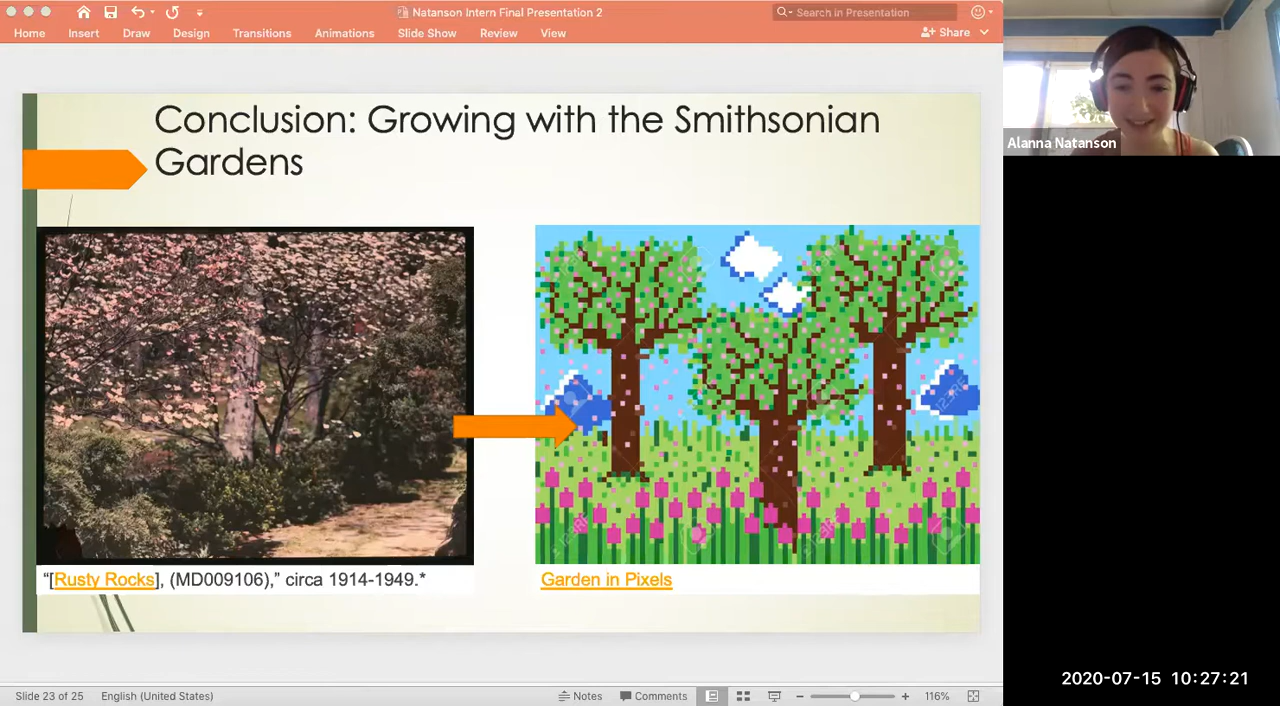 Natanson Intern Final Presentation 2
Search in Presentation
Home Insert Draw Design Transitions Animations Slide Show Review View
Share
Conclusion: Growing with the Smithsonian
Gardens
Alanna Natanson
123RF
“[Rusty Rocks], (MD009106),” circa 1914-1949.*
Garden in Pixels
2020-07-15 10:27:21
Slide 23 of 25 English (United States)
Notes Comments
116%